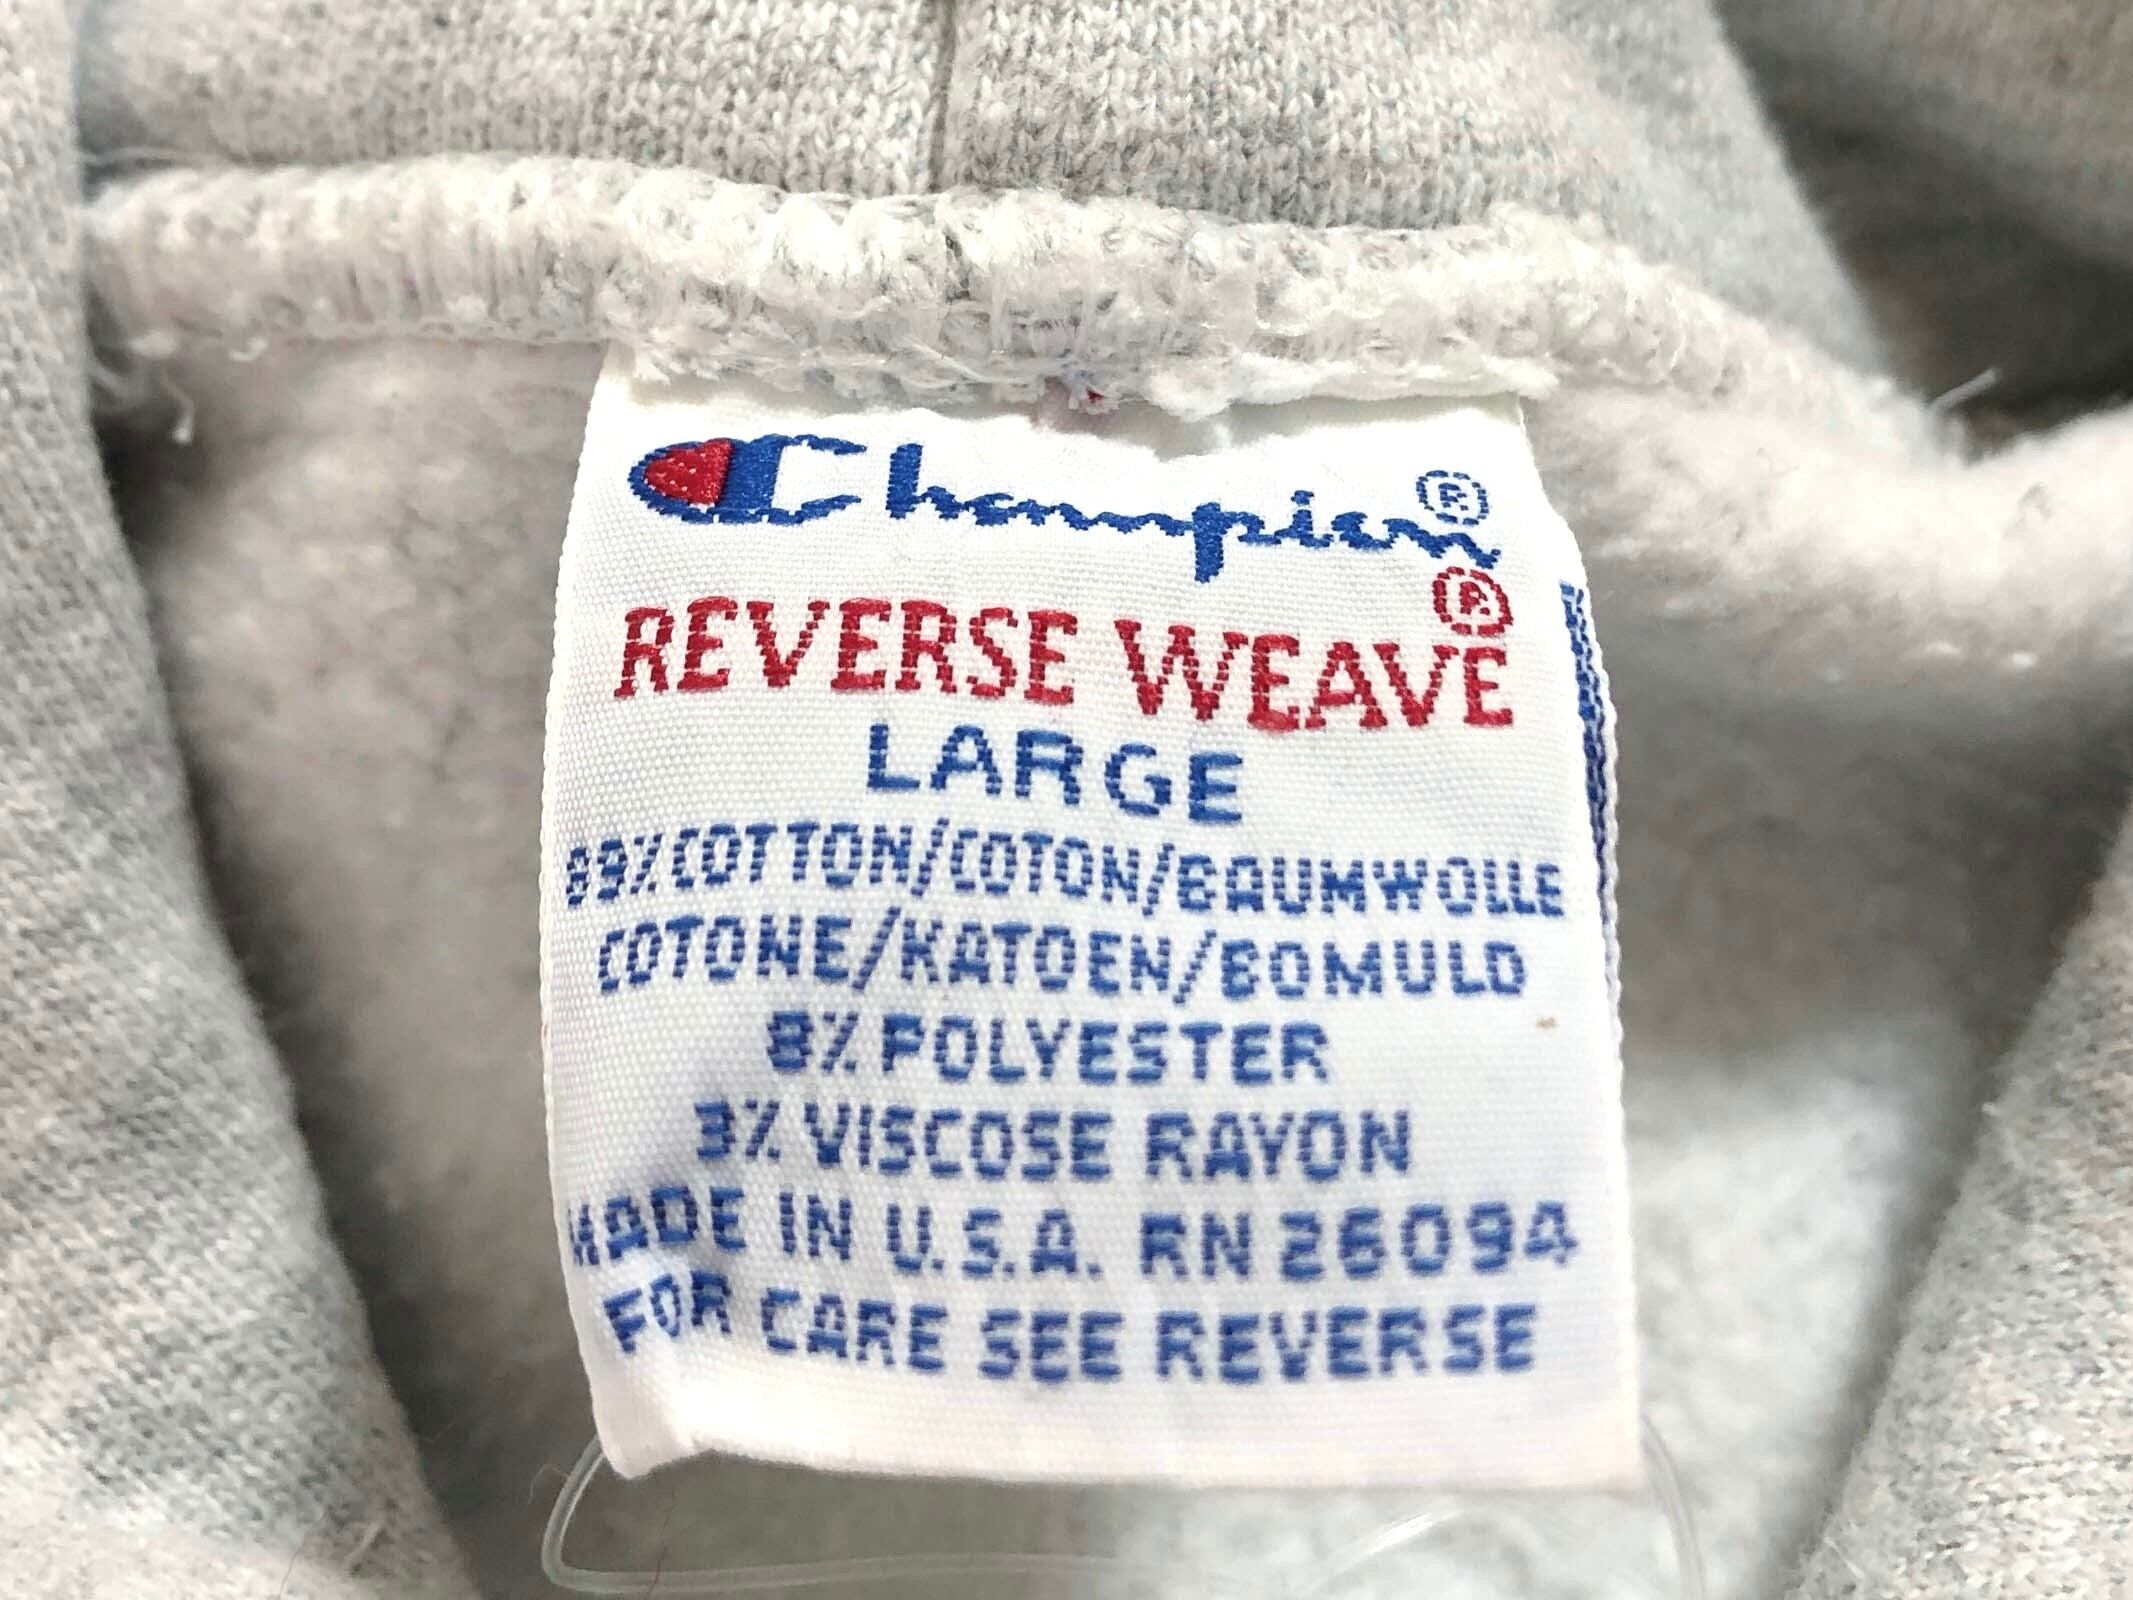 Champion®
REVERSE WEAVE®
LARGE
89% COTTON/COTON/BAUMWOLLE
COTONE/KATOEN/BOMULD
8% POLYESTER
3% VISCOSE RAYON
MADE IN U.S.A. RN 26094
FOR CARE SEE REVERSE